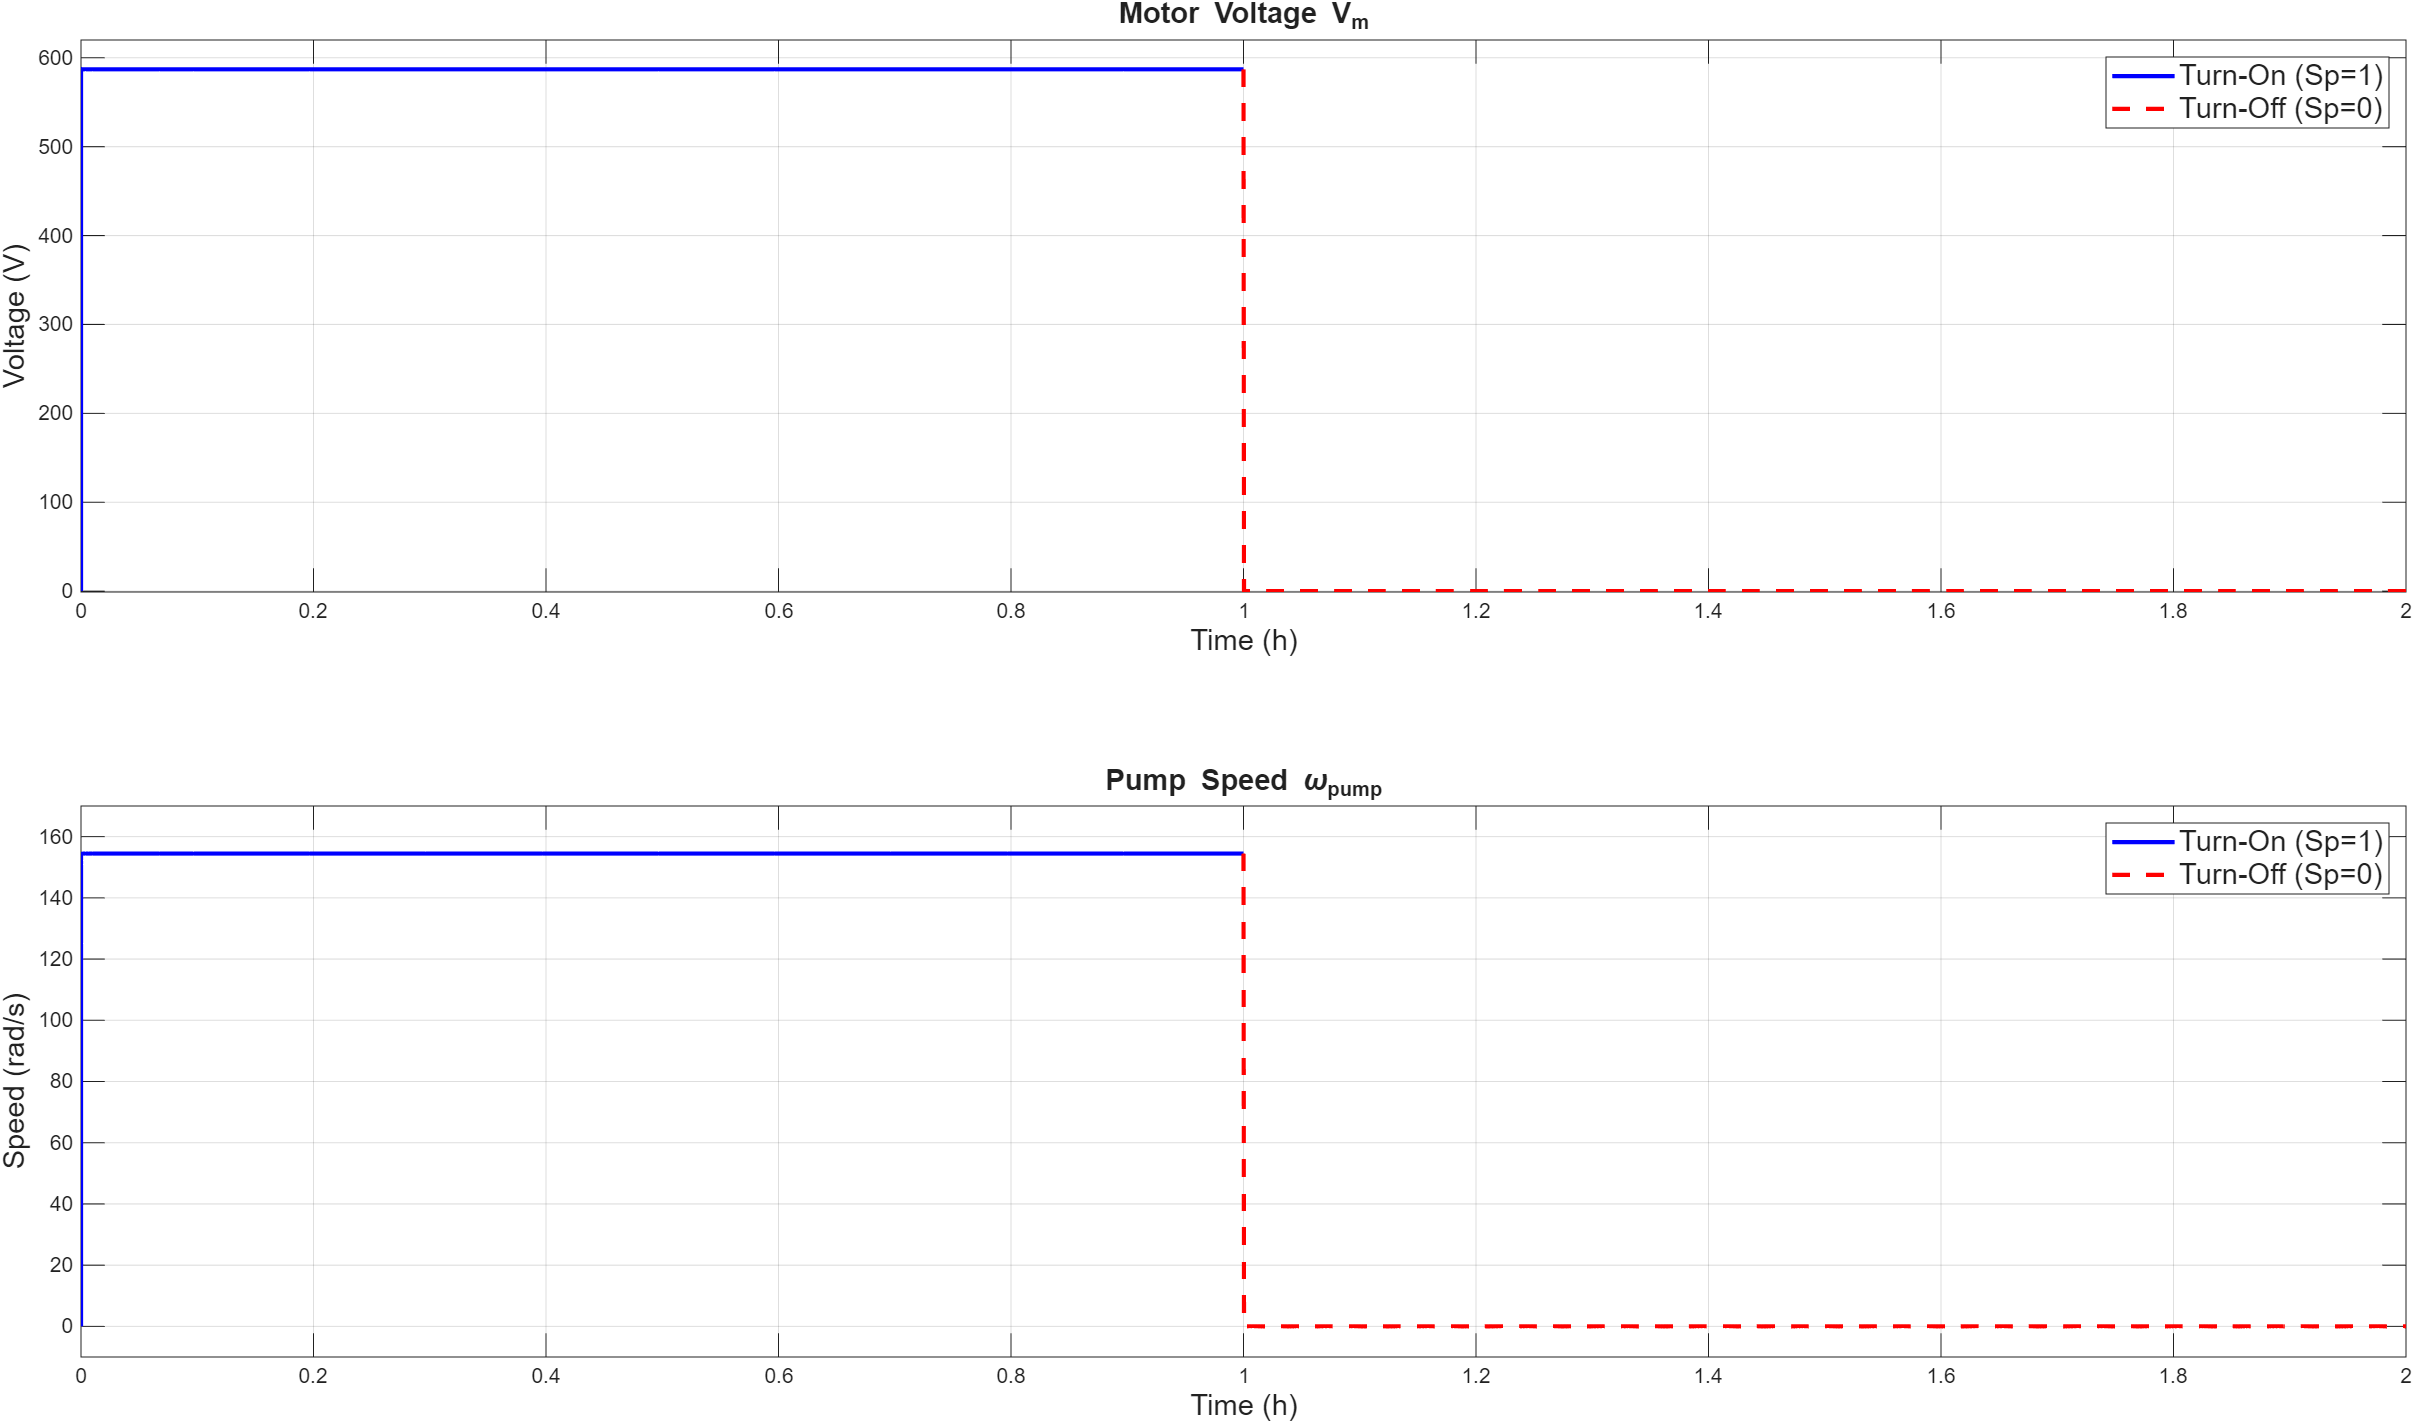 Motor Voltage Vm
600
500
400
300
200
100
0
Voltage (V)
Turn-On (Sp=1)
Turn-Off (Sp=0)
0 0.2 0.4 0.6 0.8 1 1.2 1.4 1.6 1.8 2
Time (h)
Pump Speed ωpump
160
140
120
100
80
60
40
20
0
Speed (rad/s)
Turn-On (Sp=1)
Turn-Off (Sp=0)
0 0.2 0.4 0.6 0.8 1 1.2 1.4 1.6 1.8 2
Time (h)